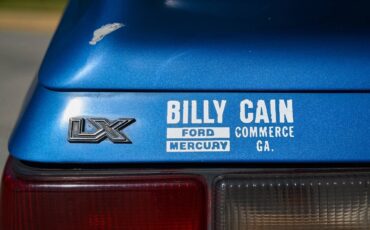 LX
BILLY CAIN
FORD COMMERCE
MERCURY GA.